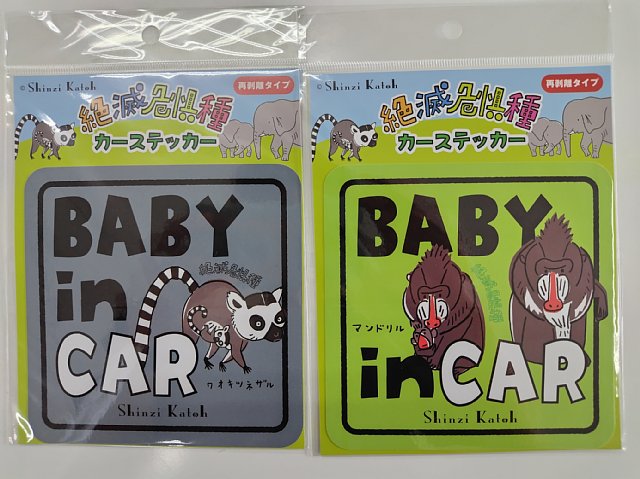 © Shinzi Katoh
再剥離タイプ
絶滅危惧種
カーステッカー
BABY
in
絶滅危惧種
CAR
ワオキツネザル
Shinzi Katoh
© Shinzi Katoh
再剥離タイプ
絶滅危惧種
カーステッカー
BABY
絶滅危惧種
マンドリル
in CAR
Shinzi Katoh